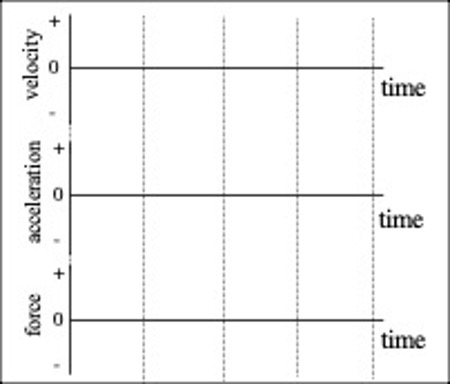 +
velocity
0
time
-
+
acceleration
0
time
-
+
force
0
time
-